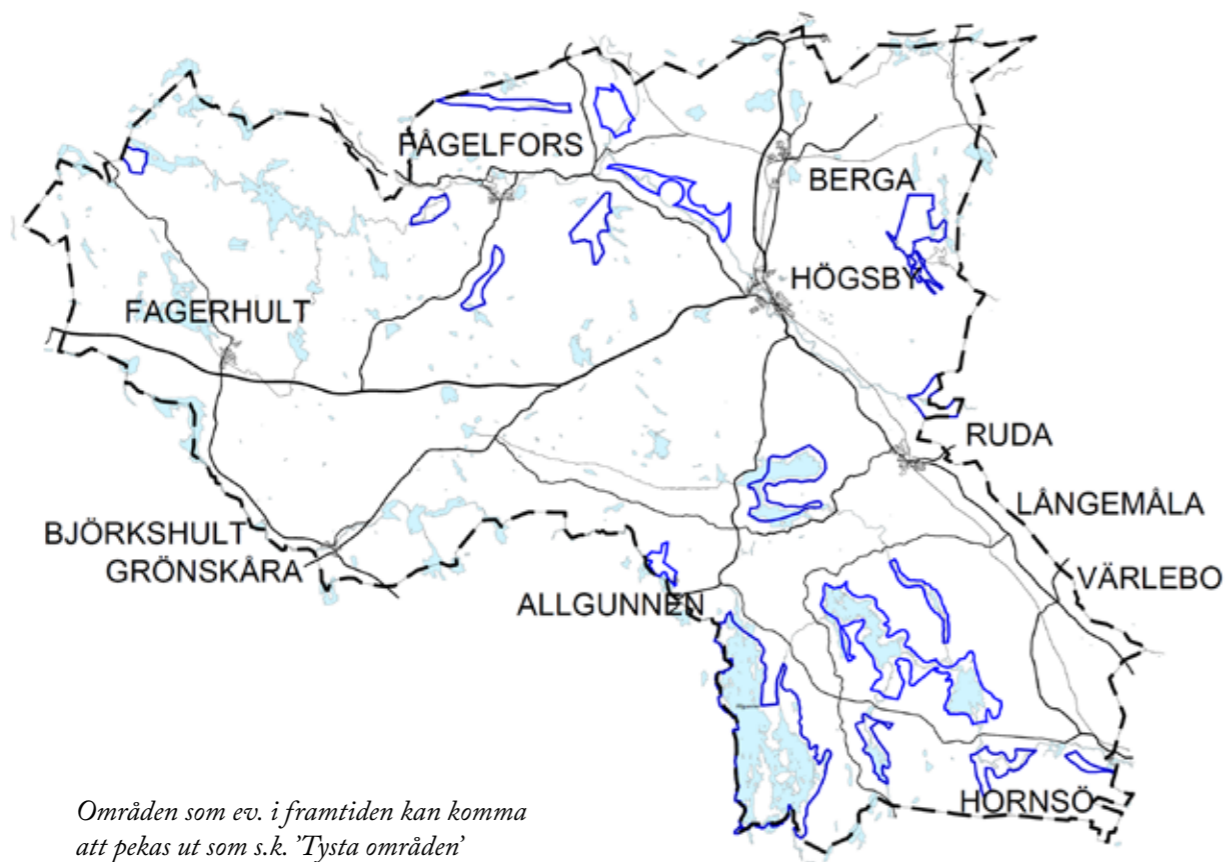 FÅGELFORS
BERGA
HÖGSBY
FAGERHULT
RUDA
LÅNGEMÅLA
BJÖRKSHULT
GRÖNSKÅRA
VÄRLEBO
ALLGUNNEN
HORNSÖ
Områden som ev. i framtiden kan komma
att pekas ut som s.k. ’Tysta områden’